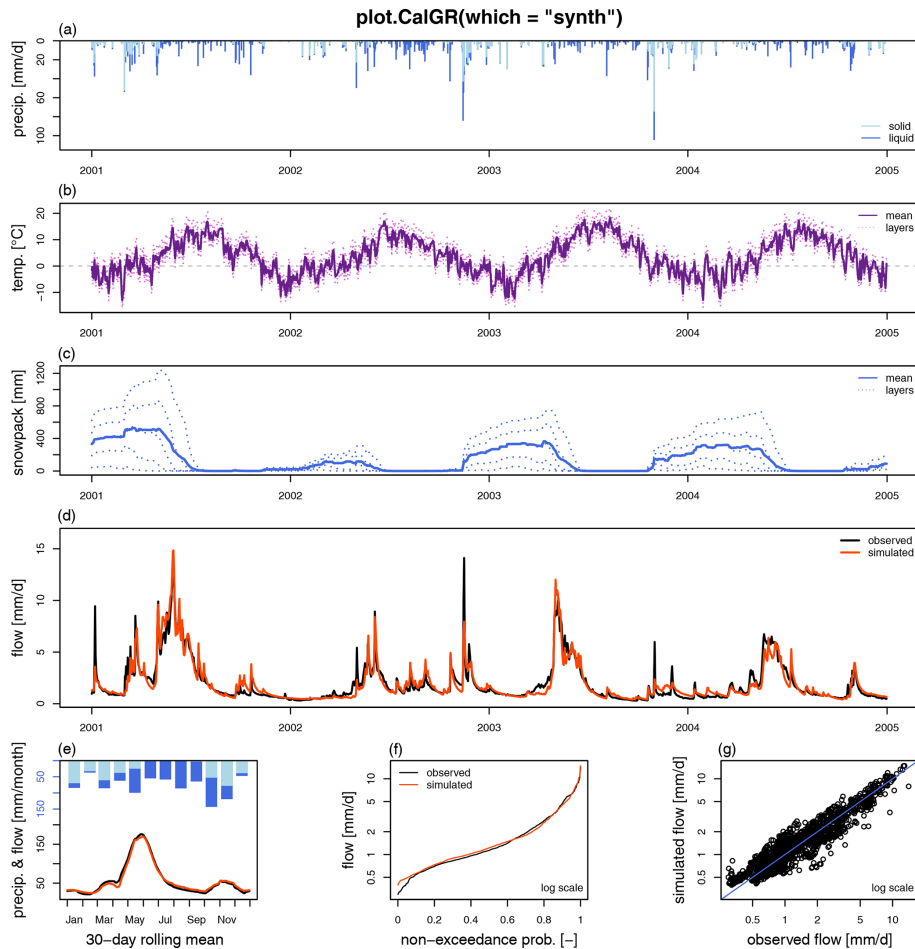 plot.CalGR(which = "synth")
(a)
precip. [mm/d]
0
20
60
100
solid
liquid
2001 2002 2003 2004 2005
(b)
temp. [°C]
20
10
0
−10
mean
layers
2001 2002 2003 2004 2005
(c)
snowpack [mm]
1200
800
400
0
mean
layers
2001 2002 2003 2004 2005
(d)
flow [mm/d]
15
10
5
0
observed
simulated
2001 2002 2003 2004 2005
(e)
precip. & flow [mm/month]
50
150
150
50
Jan Mar May Jul Sep Nov
30−day rolling mean
(f)
flow [mm/d]
10
5
2
1
0.5
observed
simulated
log scale
0 0.2 0.4 0.6 0.8 1
non−exceedance prob. [−]
(g)
simulated flow [mm/d]
10
5
2
1
0.5
log scale
0.5 1 2 5 10
observed flow [mm/d]